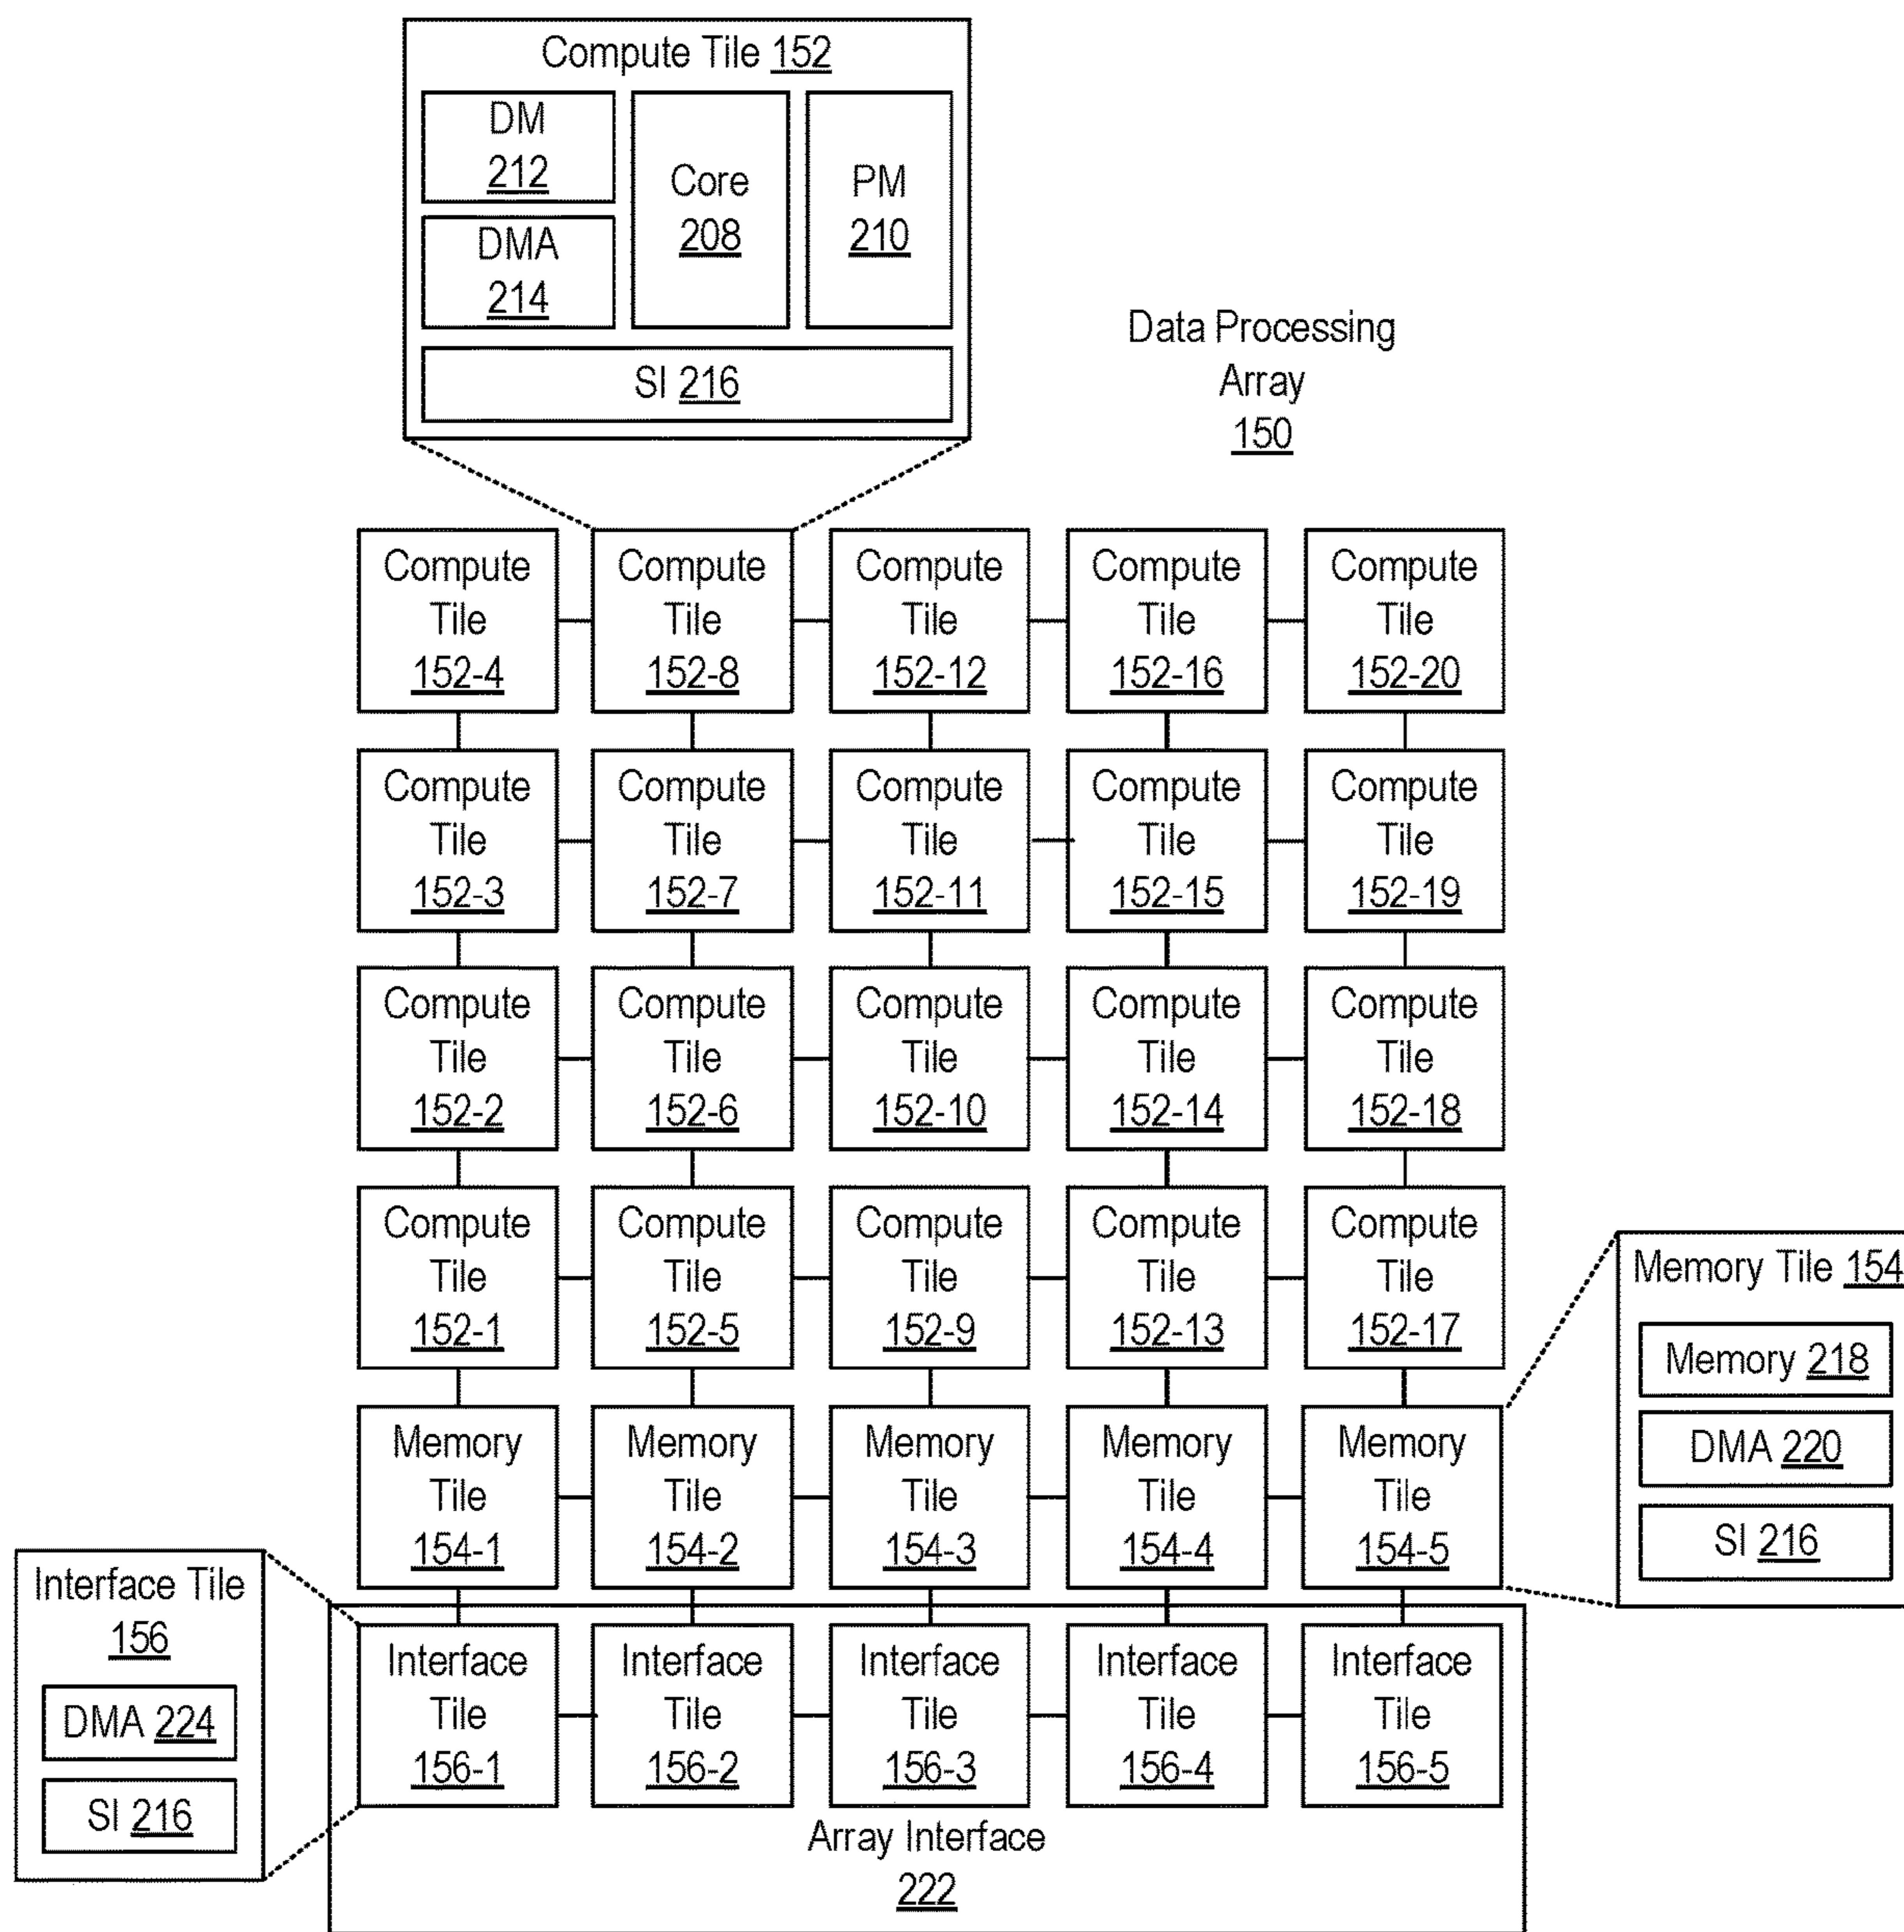 Compute Tile 152
DM
212
DMA
214
Core
208
PM
210
SI 216
Data Processing
Array
150
Compute
Tile
152-4
Compute
Tile
152-8
Compute
Tile
152-12
Compute
Tile
152-16
Compute
Tile
152-20
Compute
Tile
152-3
Compute
Tile
152-7
Compute
Tile
152-11
Compute
Tile
152-15
Compute
Tile
152-19
Compute
Tile
152-2
Compute
Tile
152-6
Compute
Tile
152-10
Compute
Tile
152-14
Compute
Tile
152-18
Compute
Tile
152-1
Compute
Tile
152-5
Compute
Tile
152-9
Compute
Tile
152-13
Compute
Tile
152-17
Memory Tile 154
Memory 218
DMA 220
SI 216
Memory
Tile
154-1
Memory
Tile
154-2
Memory
Tile
154-3
Memory
Tile
154-4
Memory
Tile
154-5
Interface Tile
156
DMA 224
SI 216
Interface
Tile
156-1
Interface
Tile
156-2
Interface
Tile
156-3
Interface
Tile
156-4
Interface
Tile
156-5
Array Interface
222